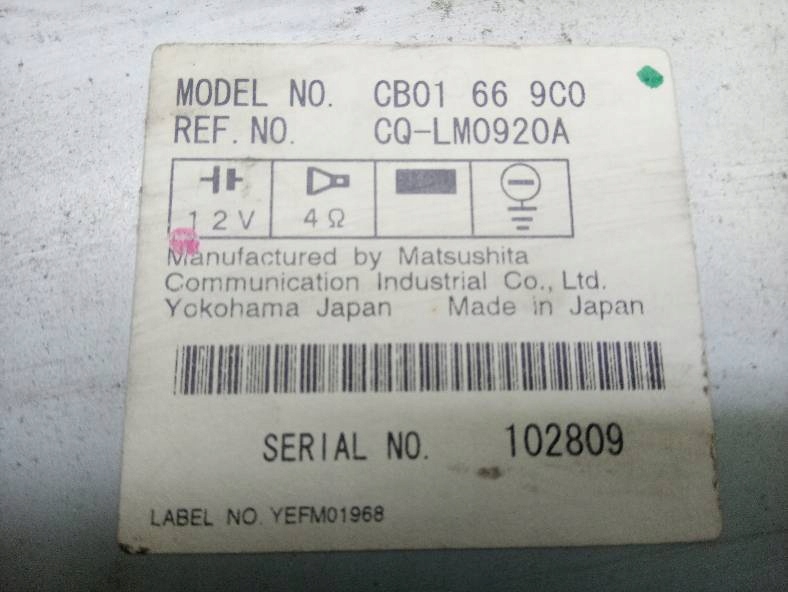 MODEL NO. CB01 66 9C0
REF. NO. CQ-LM0920A
12V 4Ω
Manufactured by Matsushita
Communication Industrial Co., Ltd.
Yokohama Japan Made in Japan
SERIAL NO. 102809
LABEL NO. YEFM01968